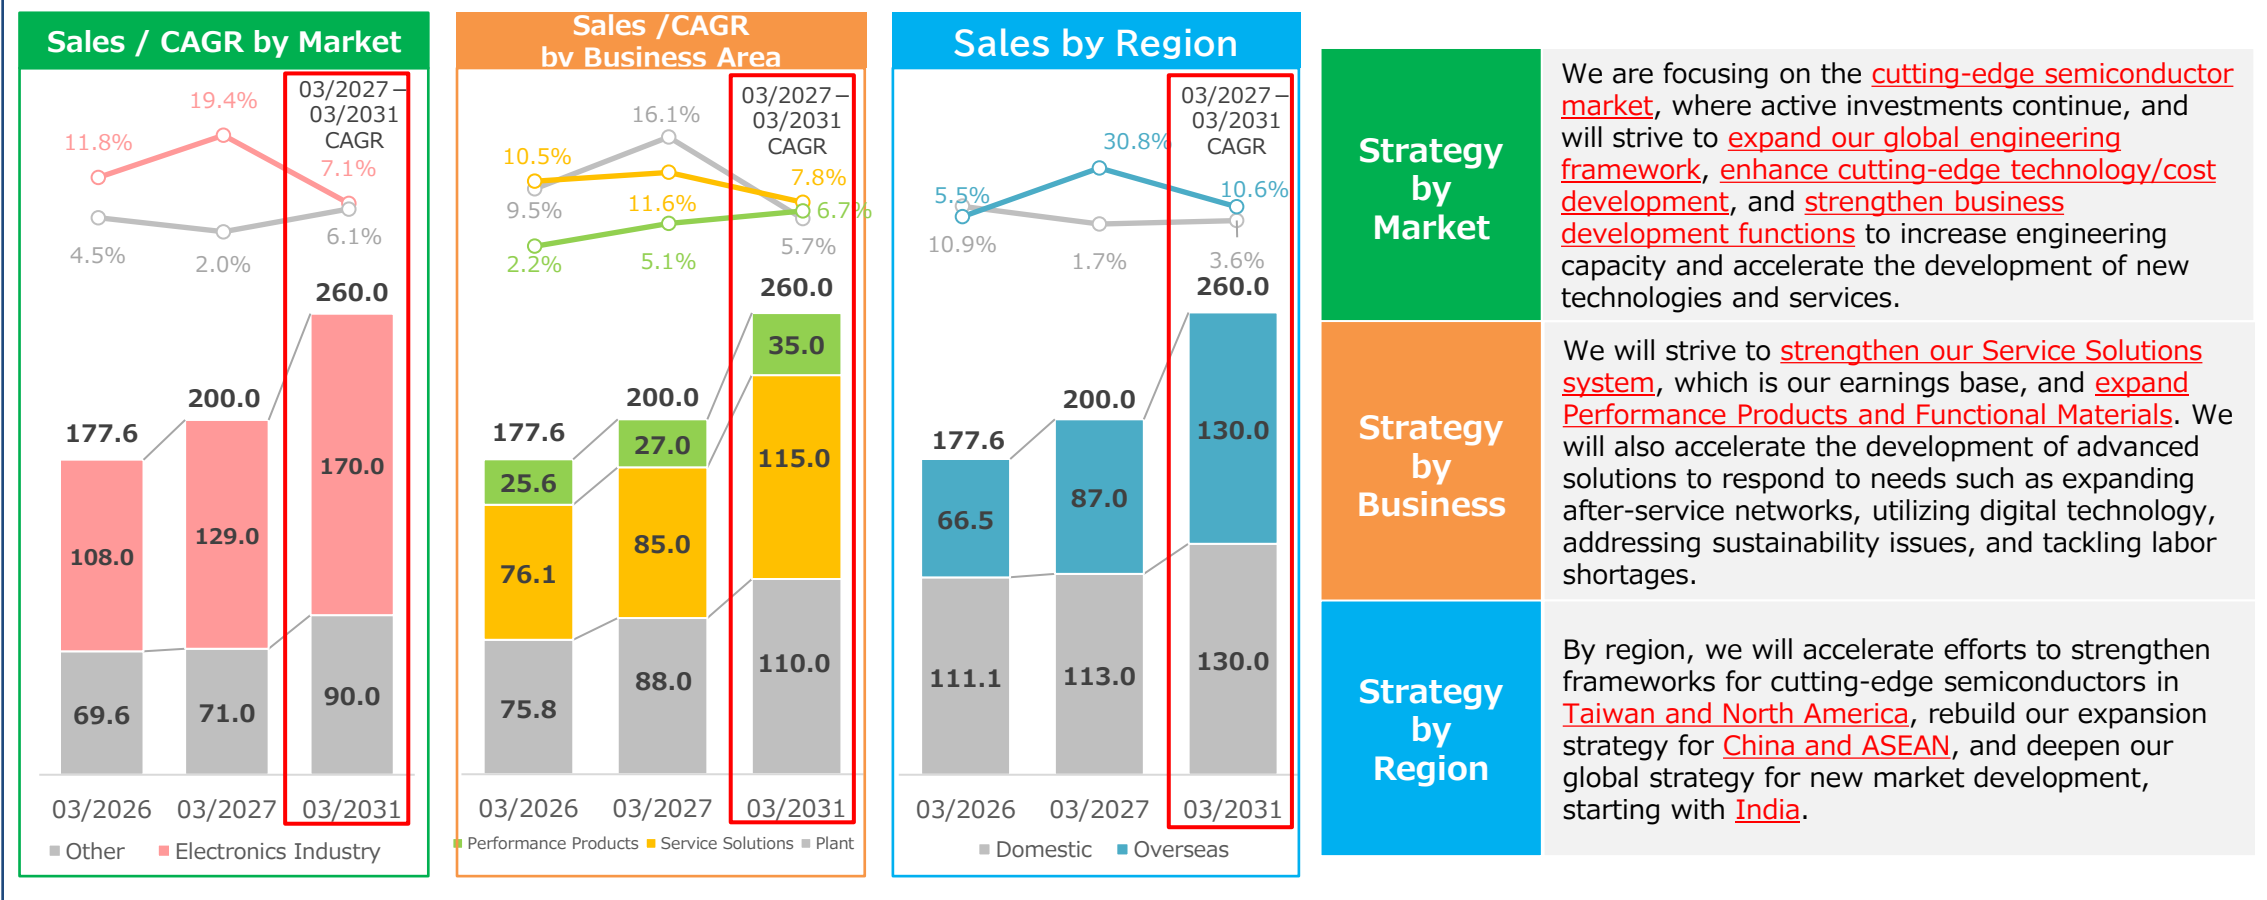 Sales / CAGR by Market
03/2027–
03/2031
CAGR
11.8%
19.4%
7.1%
4.5%
2.0%
6.1%
177.6
200.0
260.0
108.0
129.0
170.0
69.6
71.0
90.0
03/2026
03/2027
03/2031
Other
Electronics Industry
Sales /CAGR
by Business Area
03/2027–
03/2031
CAGR
10.5%
16.1%
7.8%
9.5%
11.6%
6.7%
2.2%
5.1%
5.7%
177.6
200.0
260.0
25.6
27.0
35.0
76.1
85.0
115.0
75.8
88.0
110.0
03/2026
03/2027
03/2031
Performance Products
Service Solutions
Plant
Sales by Region
03/2027–
03/2031
CAGR
5.5%
30.8%
10.6%
10.9%
1.7%
3.6%
177.6
200.0
260.0
66.5
87.0
130.0
111.1
113.0
130.0
03/2026
03/2027
03/2031
Domestic
Overseas
Strategy
by
Market
We are focusing on the cutting-edge semiconductor
market, where active investments continue, and
will strive to expand our global engineering
framework, enhance cutting-edge technology/cost
development, and strengthen business
development functions to increase engineering
capacity and accelerate the development of new
technologies and services.
Strategy
by
Business
We will strive to strengthen our Service Solutions
system, which is our earnings base, and expand
Performance Products and Functional Materials. We
will also accelerate the development of advanced
solutions to respond to needs such as expanding
after-service networks, utilizing digital technology,
addressing sustainability issues, and tackling labor
shortages.
Strategy
by
Region
By region, we will accelerate efforts to strengthen
frameworks for cutting-edge semiconductors in
Taiwan and North America, rebuild our expansion
strategy for China and ASEAN, and deepen our
global strategy for new market development,
starting with India.